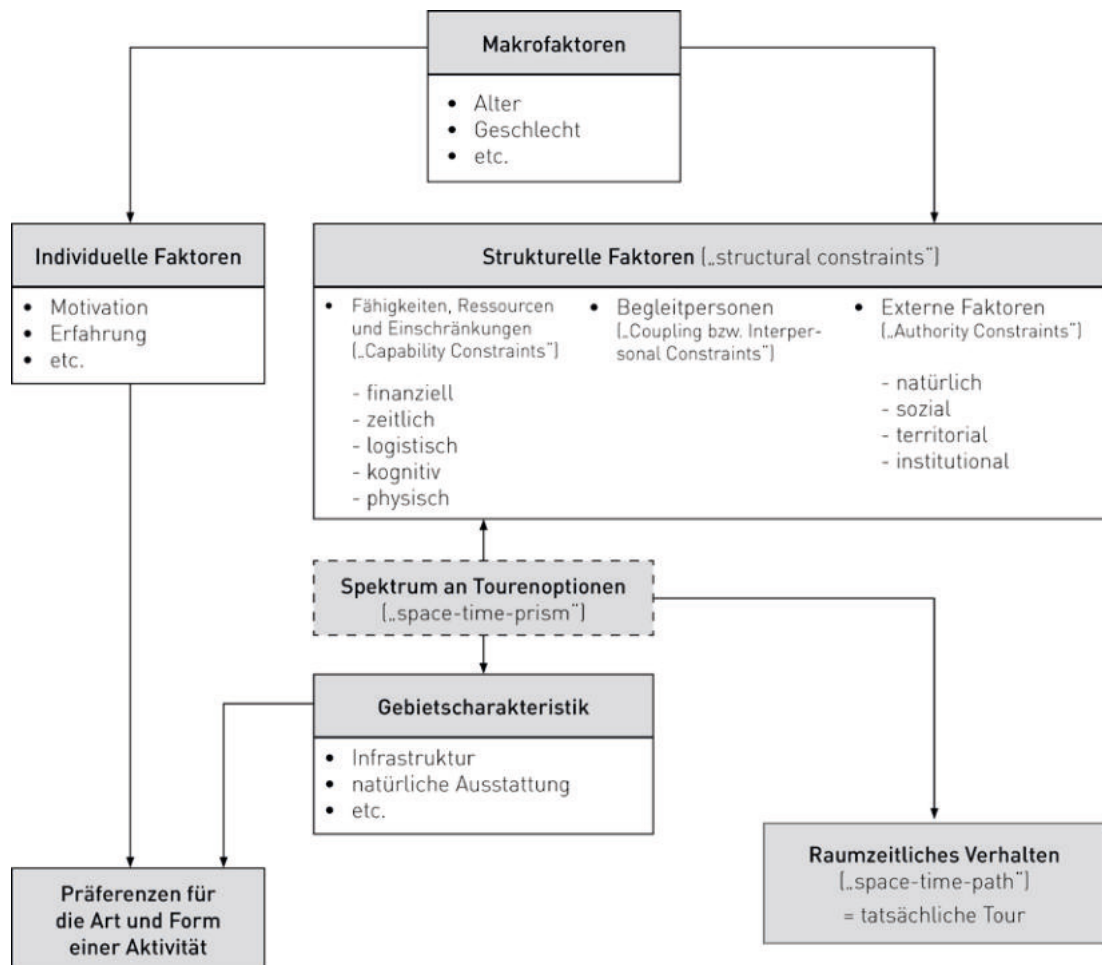 Makrofaktoren
• Alter
• Geschlecht
• etc.
Individuelle Faktoren
• Motivation
• Erfahrung
• etc.
Strukturelle Faktoren („structural constraints")
• Fähigkeiten, Ressourcen
und Einschränkungen
(„Capability Constraints")
- finanziell
- zeitlich
- logistisch
- kognitiv
- physisch
• Begleitpersonen
(„Coupling bzw. Interper-
sonal Constraints")
• Externe Faktoren
(„Authority Constraints")
- natürlich
- sozial
- territorial
- institutional
Spektrum an Tourenoptionen
(„space-time-prism")
Gebietscharakteristik
• Infrastruktur
• natürliche Ausstattung
• etc.
Präferenzen für
die Art und Form
einer Aktivität
Raumzeitliches Verhalten
(„space-time-path")
= tatsächliche Tour